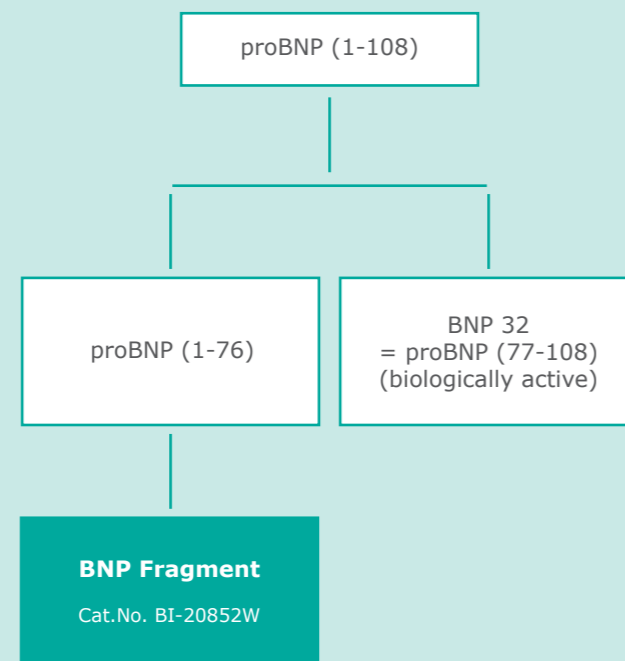 proBNP (1-108)
proBNP (1-76)
BNP 32
= proBNP (77-108)
(biologically active)
BNP Fragment
Cat.No. BI-20852W